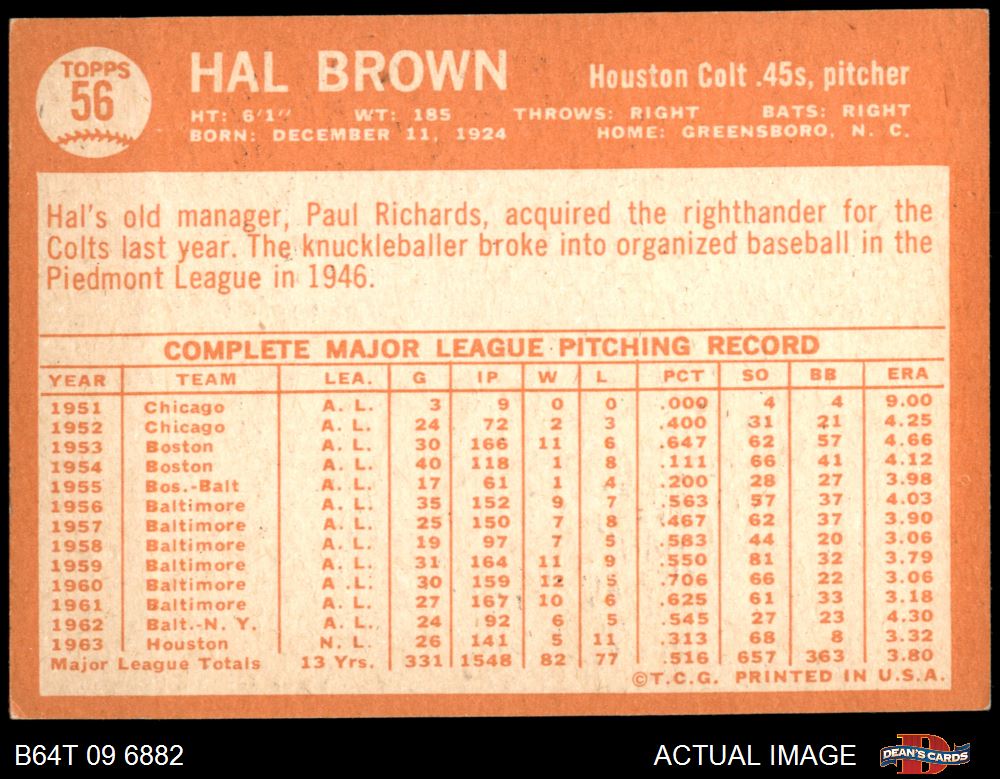 TOPPS
56
HAL BROWN
Houston Colt .45s, pitcher
HT: 6'1" WT: 185 THROWS: RIGHT BATS: RIGHT
BORN: DECEMBER 11, 1924 HOME: GREENSBORO, N. C.
Hal's old manager, Paul Richards, acquired the righthander for the
Colts last year. The knuckleballer broke into organized baseball in the
Piedmont League in 1946.
COMPLETE MAJOR LEAGUE PITCHING RECORD
YEAR TEAM LEA. G IP W L PCT SO BB ERA
1951 Chicago A. L. 3 9 0 0 .000 4 4 9.00
1952 Chicago A. L. 24 72 2 3 .400 31 21 4.25
1953 Boston A. L. 30 166 11 6 .647 62 57 4.66
1954 Boston A. L. 40 118 1 8 .111 66 41 4.12
1955 Bos.-Balt A. L. 17 61 1 4 .200 28 27 3.98
1956 Baltimore A. L. 35 152 9 7 .563 57 37 4.03
1957 Baltimore A. L. 25 150 7 8 .467 62 37 3.90
1958 Baltimore A. L. 19 97 7 5 .583 44 20 3.06
1959 Baltimore A. L. 31 164 11 9 .550 81 32 3.79
1960 Baltimore A .L. 30 159 12 5 .706 66 22 3.06
1961 Baltimore A. L. 27 167 10 6 .625 61 33 3.18
1962 Balt.-N. Y. A. L. 24 92 6 5 .545 27 23 4.30
1963 Houston N. L. 26 141 5 11 .313 68 8 3.32
Major League Totals 13 Yrs. 331 1548 82 77 .516 657 363 3.80
©T.C.G. PRINTED IN U.S.A.
B64T 09 6882
ACTUAL IMAGE
DEAN'S CARDS